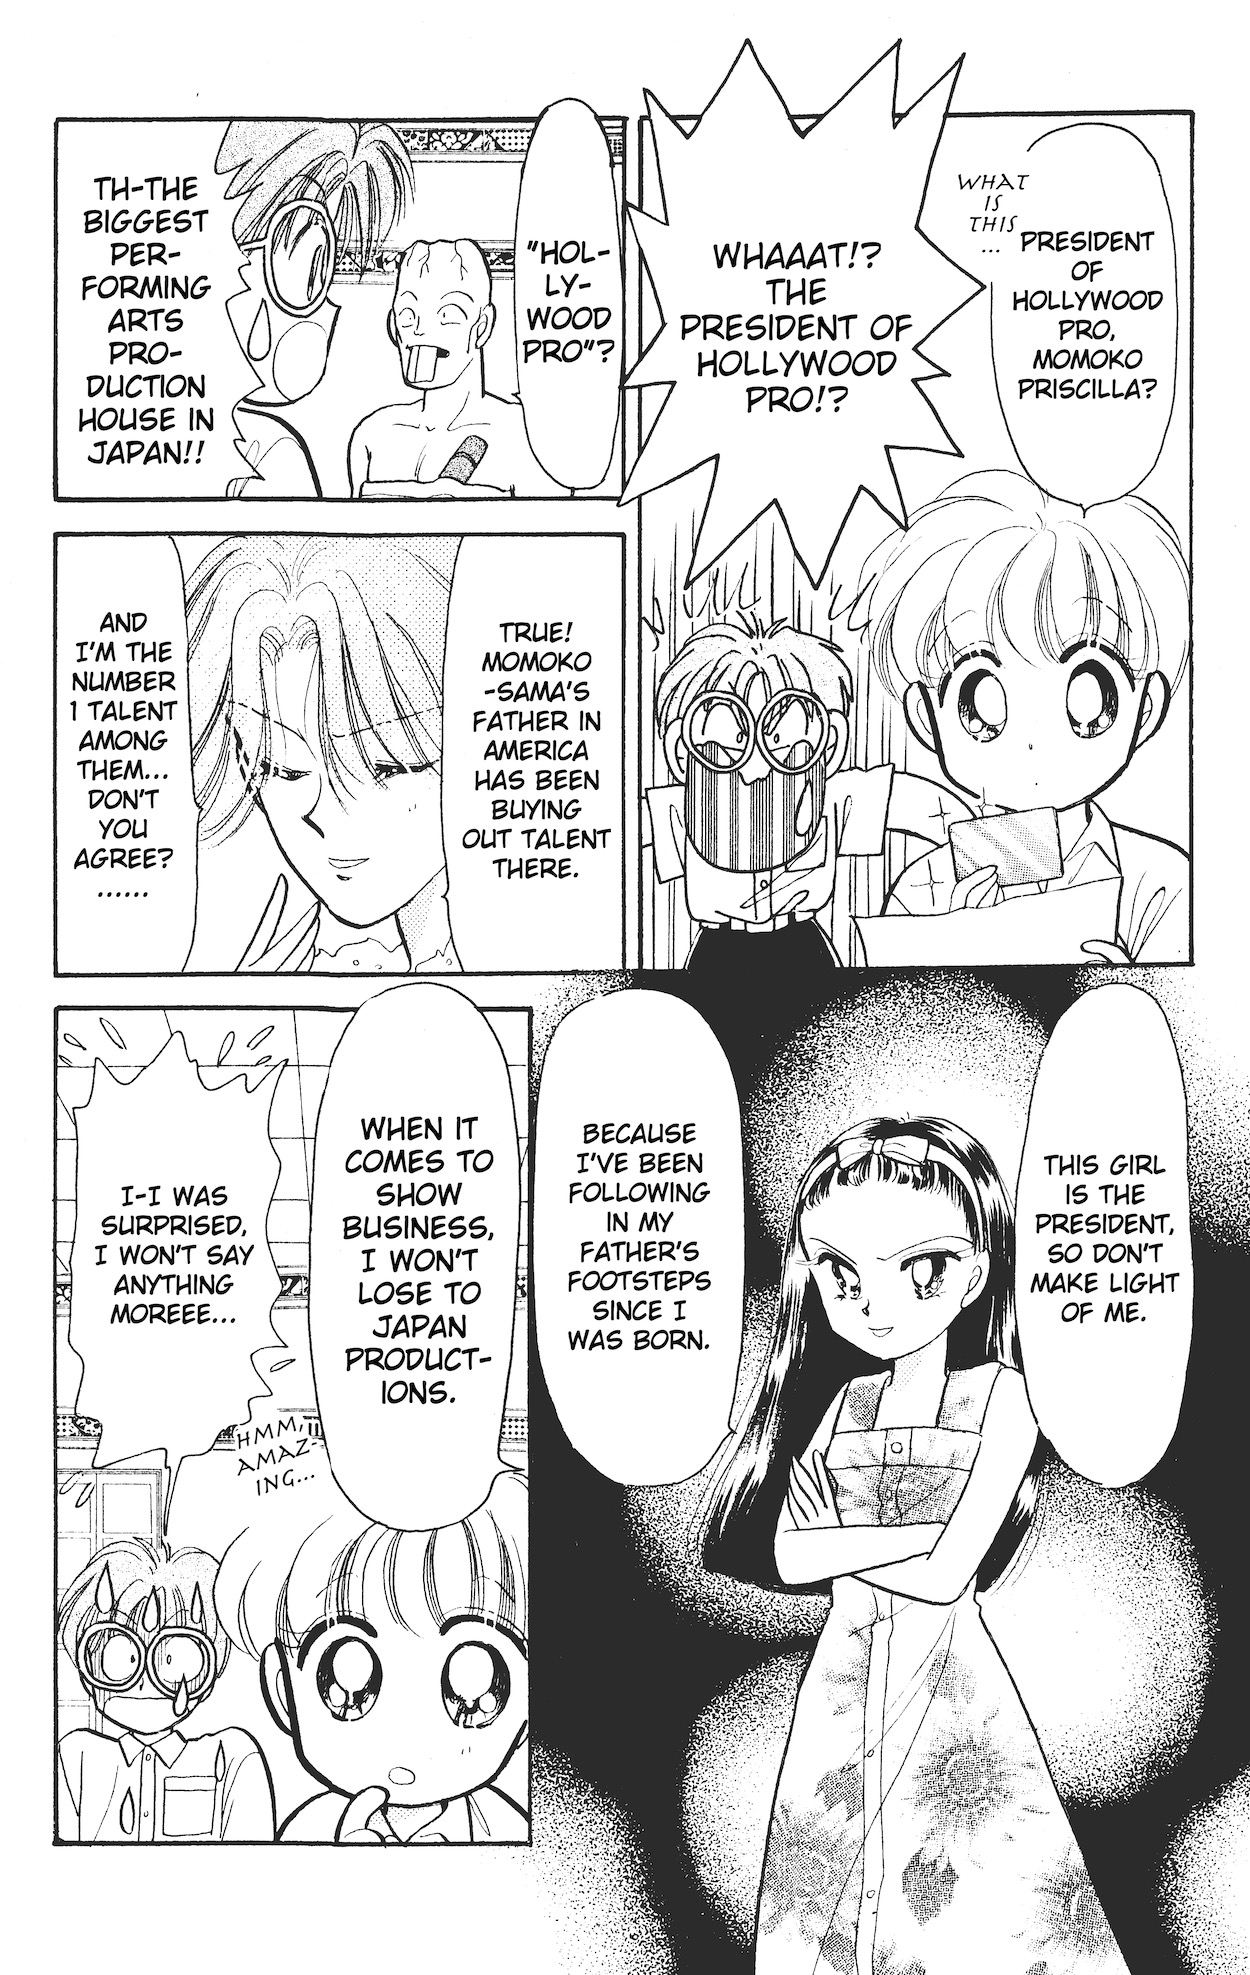 WHAT
IS
THIS
...
PRESIDENT
OF
HOLLYWOOD
PRO,
MOMOKO
PRISCILLA?
WHAAAT!?
THE
PRESIDENT OF
HOLLYWOOD
PRO!?
"HOL-
LY-
WOOD
PRO"?
TH-THE
BIGGEST
PER-
FORMING
ARTS
PRO-
DUCTION
HOUSE IN
JAPAN!!
TRUE!
MOMOKO
-SAMA'S
FATHER IN
AMERICA
HAS BEEN
BUYING
OUT TALENT
THERE.
AND
I'M THE
NUMBER
1 TALENT
AMONG
THEM...
DON'T
YOU
AGREE?
......
THIS GIRL
IS THE
PRESIDENT,
SO DON'T
MAKE LIGHT
OF ME.
BECAUSE
I'VE BEEN
FOLLOWING
IN MY
FATHER'S
FOOTSTEPS
SINCE I
WAS BORN.
WHEN IT
COMES TO
SHOW
BUSINESS,
I WON'T
LOSE TO
JAPAN
PRODUCT-
IONS.
HMM,
AMAZ-
ING...
I-I WAS
SURPRISED,
I WON'T SAY
ANYTHING
MOREEE...